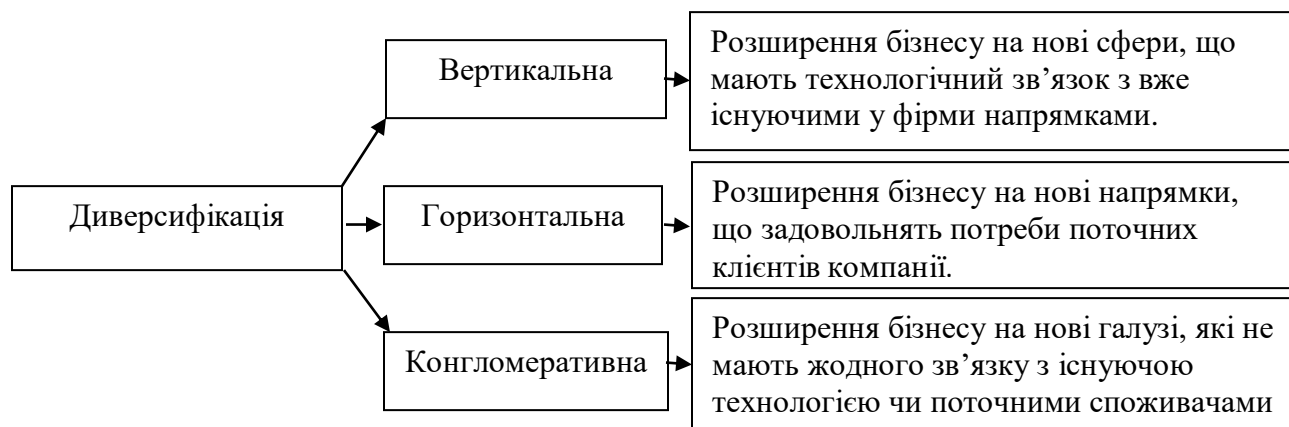 Диверсифікація
Вертикальна
Розширення бізнесу на нові сфери, що
мають технологічний зв’язок з вже
існуючими у фірми напрямками.
Горизонтальна
Розширення бізнесу на нові напрямки,
що задовольнять потреби поточних
клієнтів компанії.
Конгломеративна
Розширення бізнесу на нові галузі, які не
мають жодного зв’язку з існуючою
технологією чи поточними споживачами